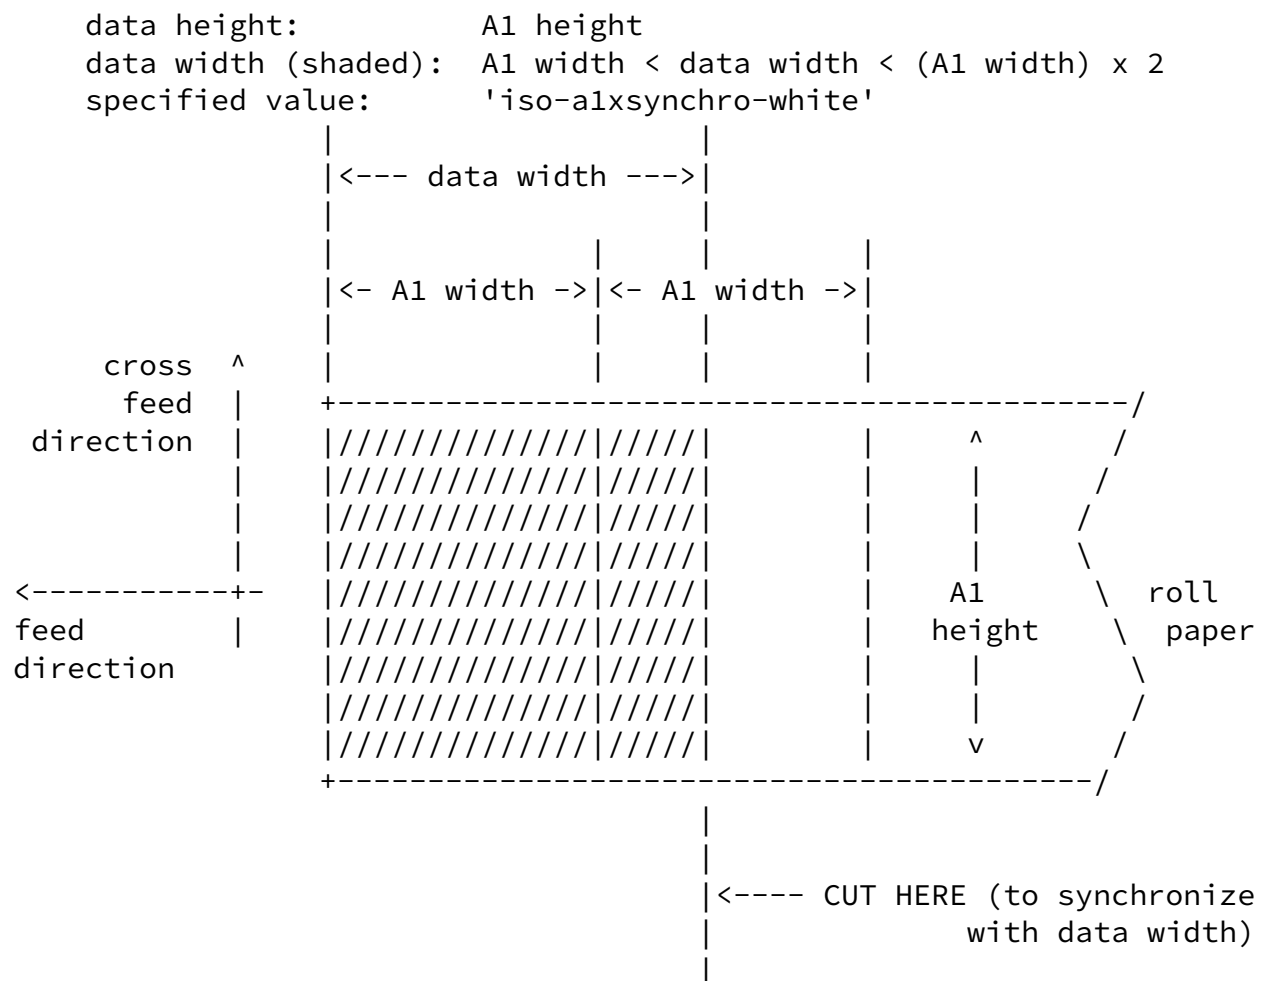 data height:          A1 height
data width (shaded):  A1 width < data width < (A1 width) x 2
specified value:      'iso-a1xsynchro-white'
<--- data width --->
<- A1 width -> <- A1 width ->
cross
feed
direction
A1
roll
feed
height
paper
direction
<---- CUT HERE (to synchronize
with data width)